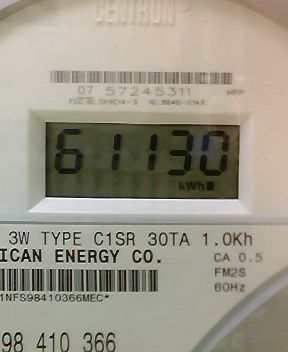 CENTRON®
07 57245311
61130
kWh
3W TYPE C1SR 30TA 1.0Kh
ICAN ENERGY CO.
CA 0.5
FM2S
60Hz
1NFS98410366MEC*
98 410 366